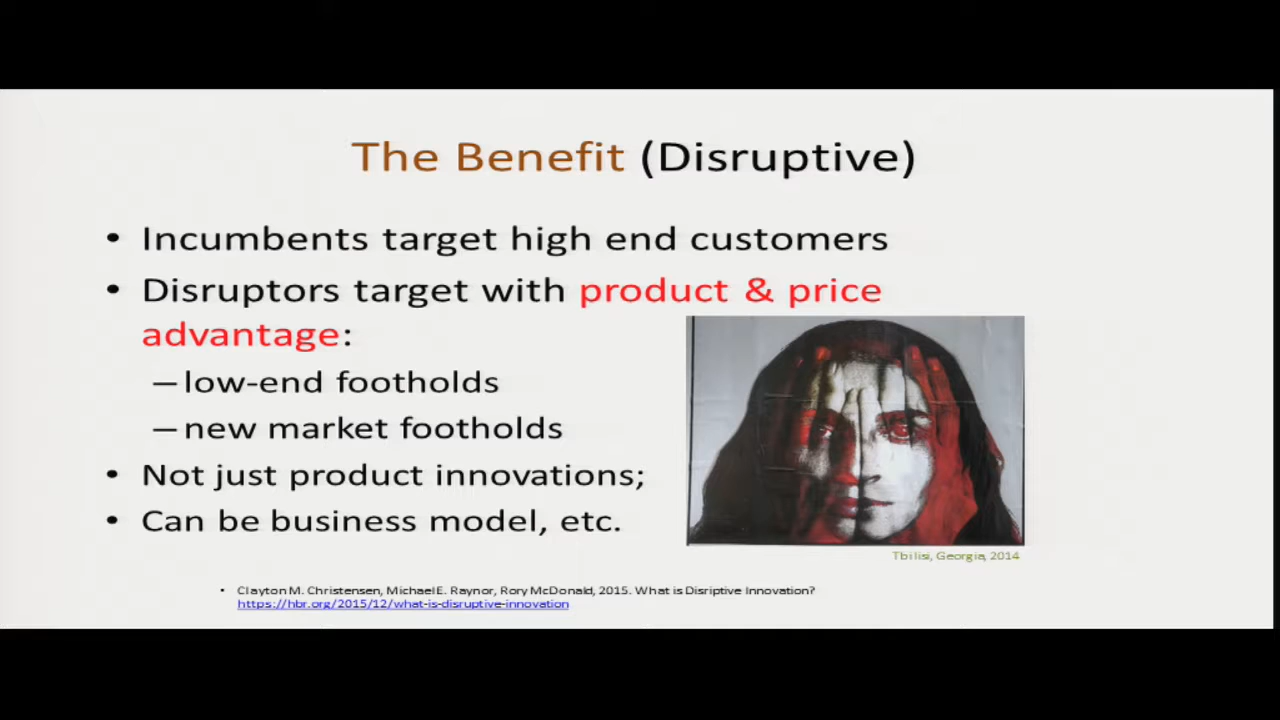 The Benefit (Disruptive)
• Incumbents target high end customers
• Disruptors target with product & price
advantage:
–low-end footholds
–new market footholds
• Not just product innovations;
• Can be business model, etc.
Tbilisi, Georgia, 2014
• Clayton M. Christensen, Michael E. Raynor, Rory McDonald, 2015. What is Disriptive Innovation?
https://hbr.org/2015/12/what-is-disruptive-innovation